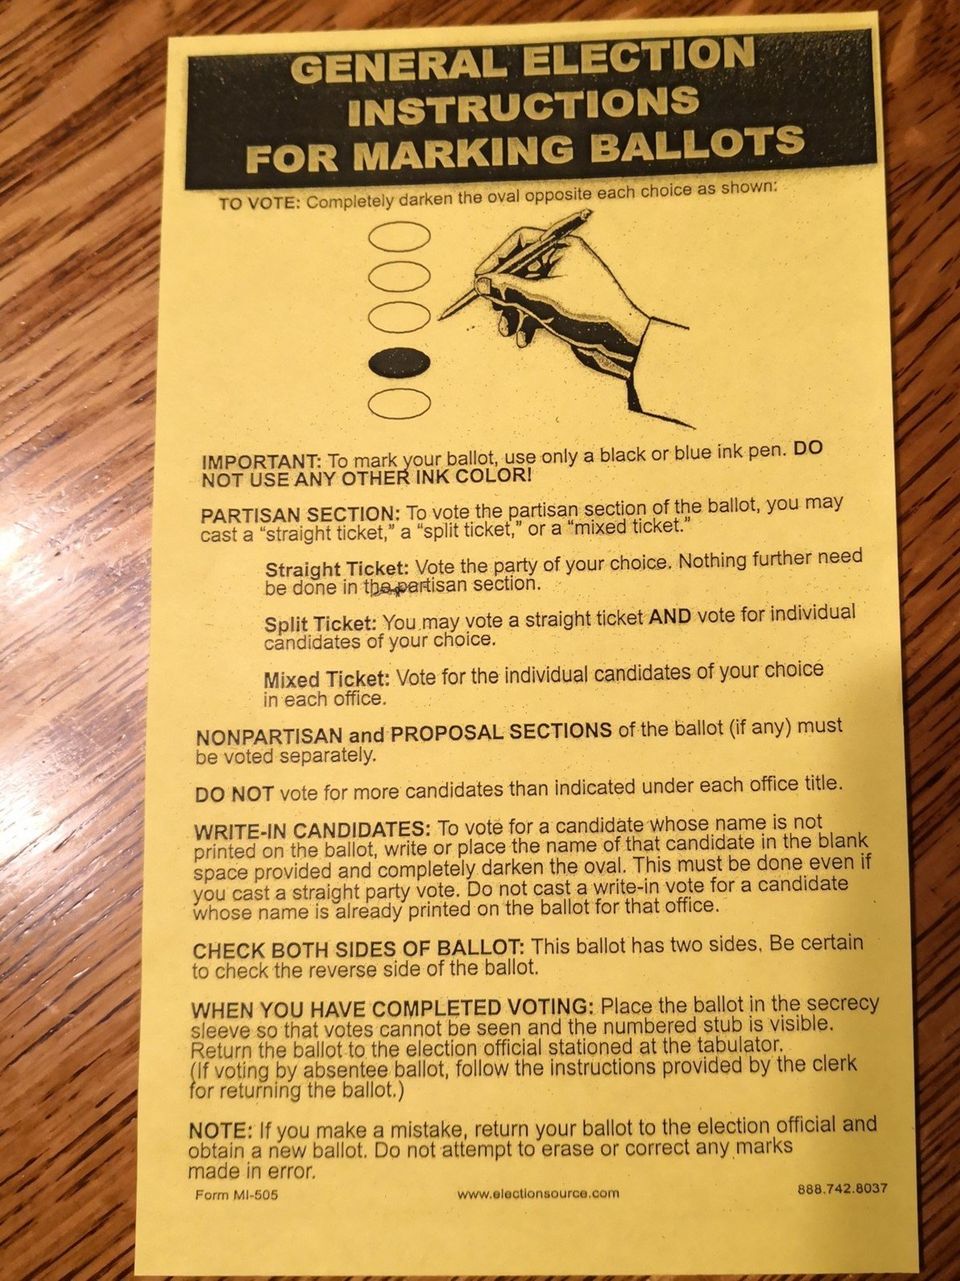 GENERAL ELECTION
INSTRUCTIONS
FOR MARKING BALLOTS
TO VOTE: Completely darken the oval opposite each choice as shown:
IMPORTANT: To mark your ballot, use only a black or blue ink pen. DO
NOT USE ANY OTHER INK COLOR!
PARTISAN SECTION: To vote the partisan section of the ballot, you may
cast a "straight ticket," a "split ticket," or a "mixed ticket."
Straight Ticket: Vote the party of your choice. Nothing further need
be done in the partisan section.
Split Ticket: You may vote a straight ticket AND vote for individual
candidates of your choice.
Mixed Ticket: Vote for the individual candidates of your choice
in each office.
NONPARTISAN and PROPOSAL SECTIONS of the ballot (if any) must
be voted separately.
DO NOT vote for more candidates than indicated under each office title.
WRITE-IN CANDIDATES: To vote for a candidate whose name is not
printed on the ballot, write or place the name of that candidate in the blank
space provided and completely darken the oval. This must be done even if
you cast a straight party vote. Do not cast a write-in vote for a candidate
whose name is already printed on the ballot for that office.
CHECK BOTH SIDES OF BALLOT: This ballot has two sides. Be certain
to check the reverse side of the ballot.
WHEN YOU HAVE COMPLETED VOTING: Place the ballot in the secrecy
sleeve so that votes cannot be seen and the numbered stub is visible.
Return the ballot to the election official stationed at the tabulator.
(If voting by absentee ballot, follow the instructions provided by the clerk
for returning the ballot.)
NOTE: If you make a mistake, return your ballot to the election official and
obtain a new ballot. Do not attempt to erase or correct any marks
made in error.
Form MI-505 www.electionsource.com 888.742.8037